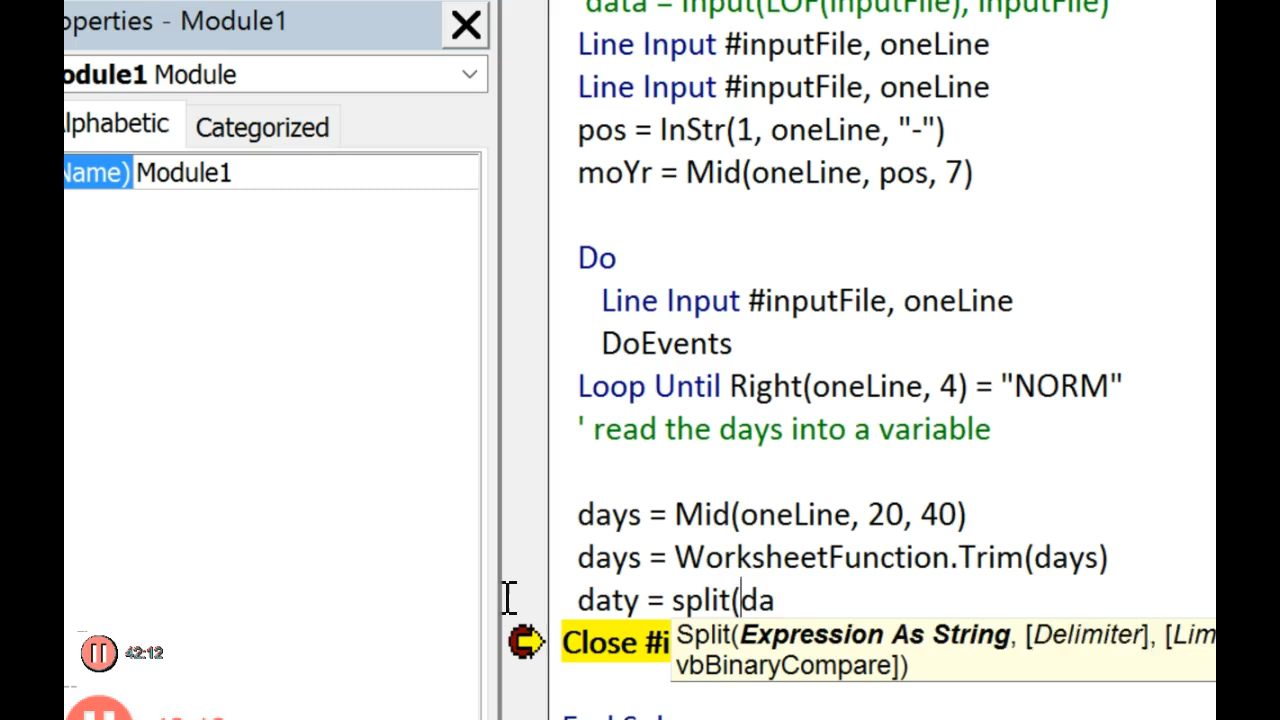 operties - Module1
odule1 Module
lphabetic
Categorized
Name) Module1
42:12
'data = Input(LOF(inputFile), inputFile)
Line Input #inputFile, oneLine
Line Input #inputFile, oneLine
pos = InStr(1, oneLine, "-")
moYr = Mid(oneLine, pos, 7)
Do
Line Input #inputFile, oneLine
DoEvents
Loop Until Right(oneLine, 4) = "NORM"
' read the days into a variable
days = Mid(oneLine, 20, 40)
days = WorksheetFunction.Trim(days)
daty = split(da
Close #i
Split(Expression As String, [Delimiter], [Lim
vbBinaryCompare])